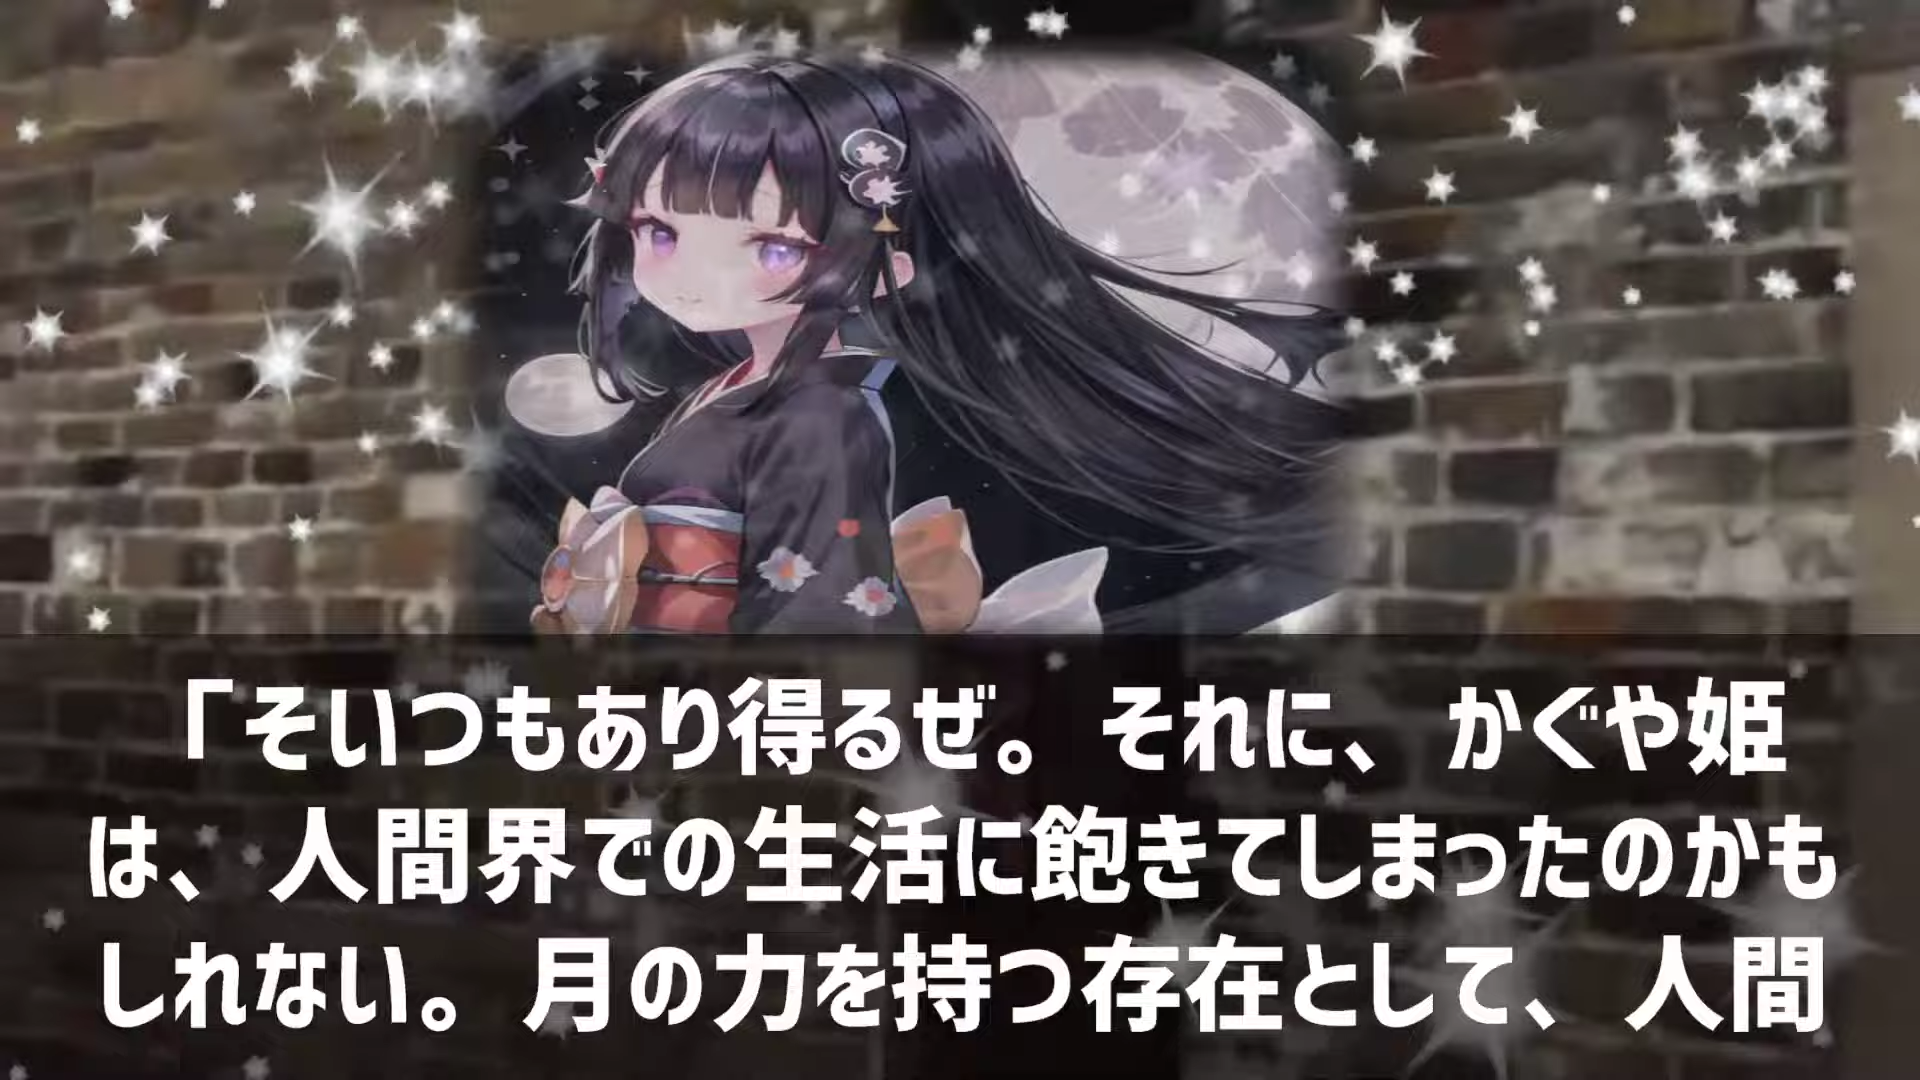 「そいつもあり得るぜ。それに、かぐや姫
は、人間界での生活に飽きてしまったのかも
しれない。月の力を持つ存在として、人間